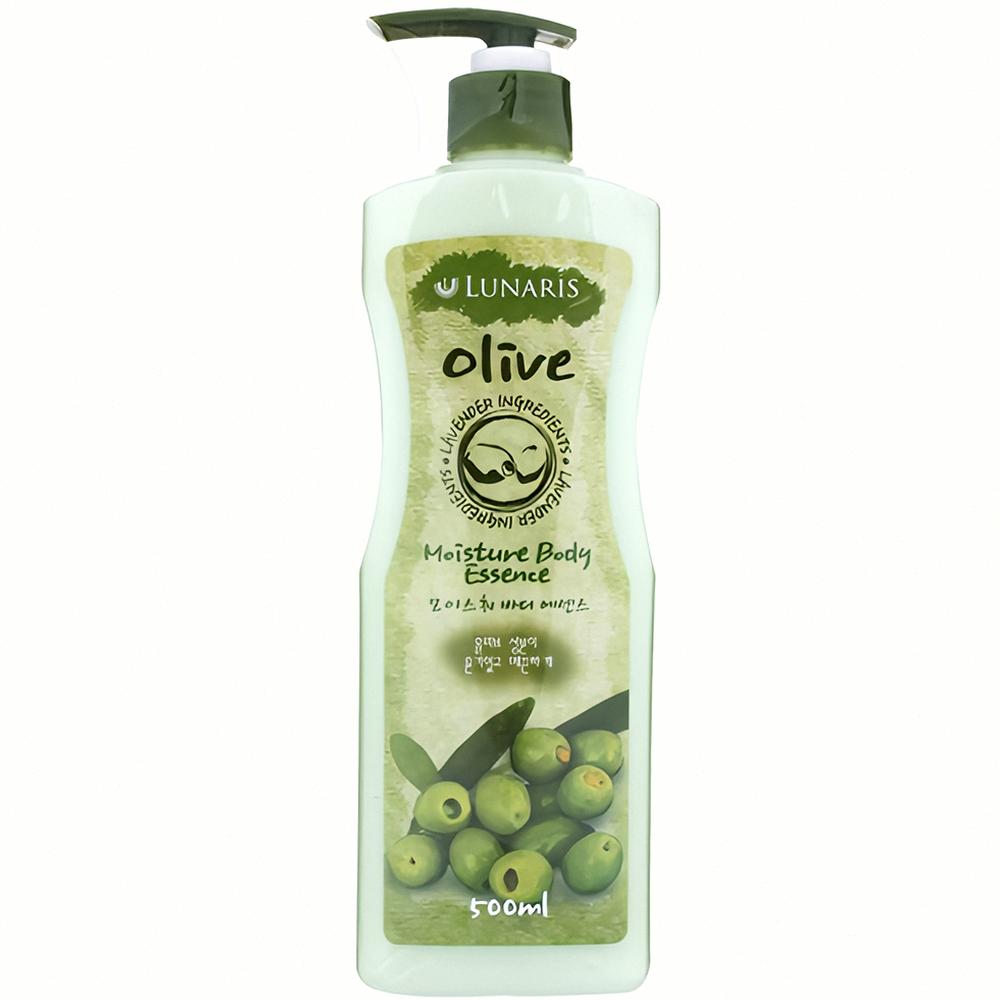 LUNARIS
olive
LAVENDER INGREDIENTS • LAVENDER INGREDIENTS •
Moisture Body
Essence
모이스춰 바디 에센스
500ml